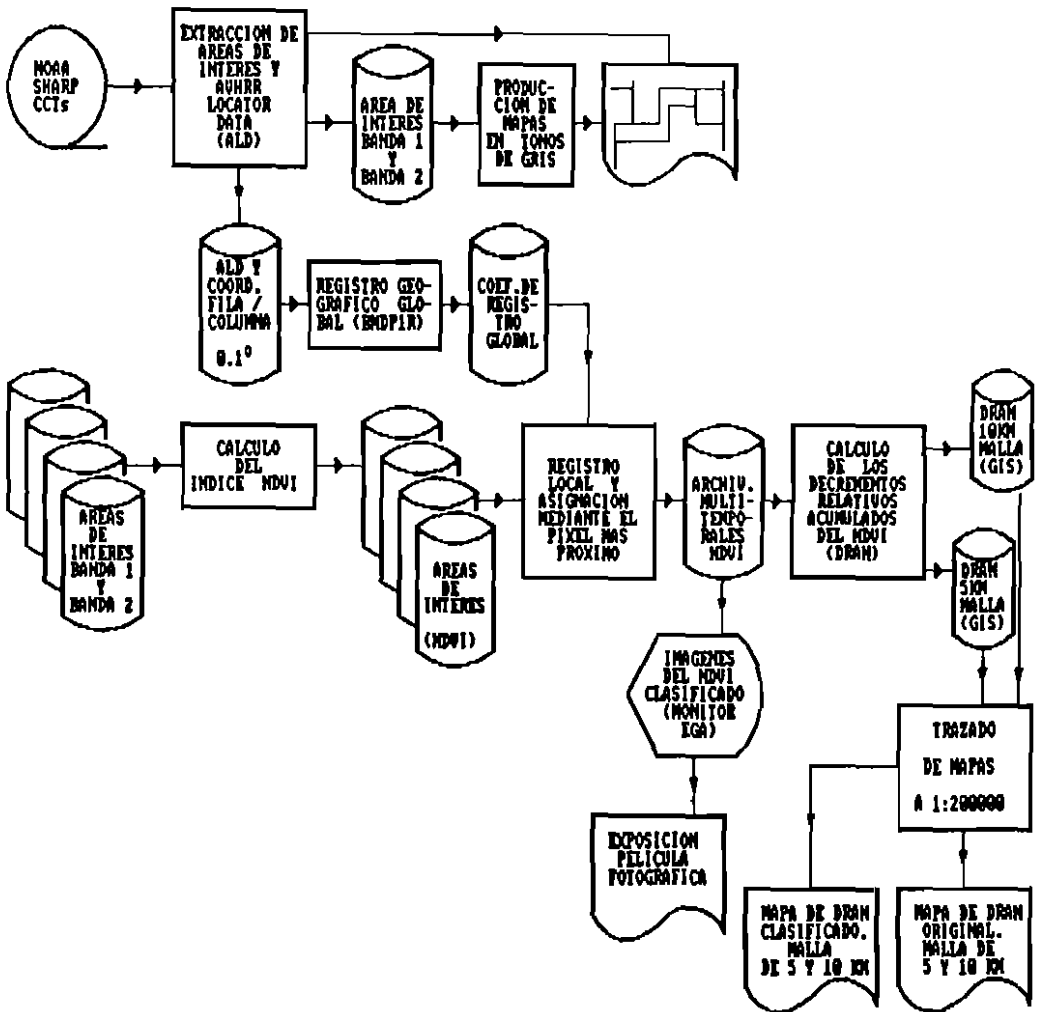 NOAA
SHARP
CCTs
EXTRACCION DE
AREAS DE
INTERES Y
AVHRR
LOCATOR
DATA
(ALD)
AREA DE
INTERES
BANDA 1
Y
BANDA 2
PRODUC-
CION DE
MAPAS
EN TONOS
DE GRIS
ALD Y
COORD.
FILA /
COLUMNA
0.1º
REGISTRO GEO-
GRAFICO GLO-
BAL (BMDP1R)
COEF.DE
REGIS-
TRO
GLOBAL
AREAS
DE
INTERES
BANDA 1
Y
BANDA 2
CALCULO
DEL
INDICE NDVI
AREAS
DE
INTERES
(NDVI)
REGISTRO
LOCAL Y
ASIGNACION
MEDIANTE EL
PIXEL MAS
PROXIMO
ARCHIV.
MULTI-
TEMPO-
RALES
NDVI
CALCULO
DE LOS
DECREMENTOS
RELATIVOS
ACUMULADOS
DEL NDVI
(DRAN)
DRAN
10KM
MALLA
(GIS)
DRAN
5KM
MALLA
(GIS)
IMAGENES
DEL NDVI
CLASIFICADO
(MONITOR
EGA)
TRAZADO
DE MAPAS
A 1:200000
EXPOSICION
PELICULA
FOTOGRAFICA
MAPA DE DRAN
CLASIFICADO.
MALLA
DE 5 Y 10 KM
MAPA DE DRAN
ORIGINAL.
MALLA DE
5 Y 10 KM